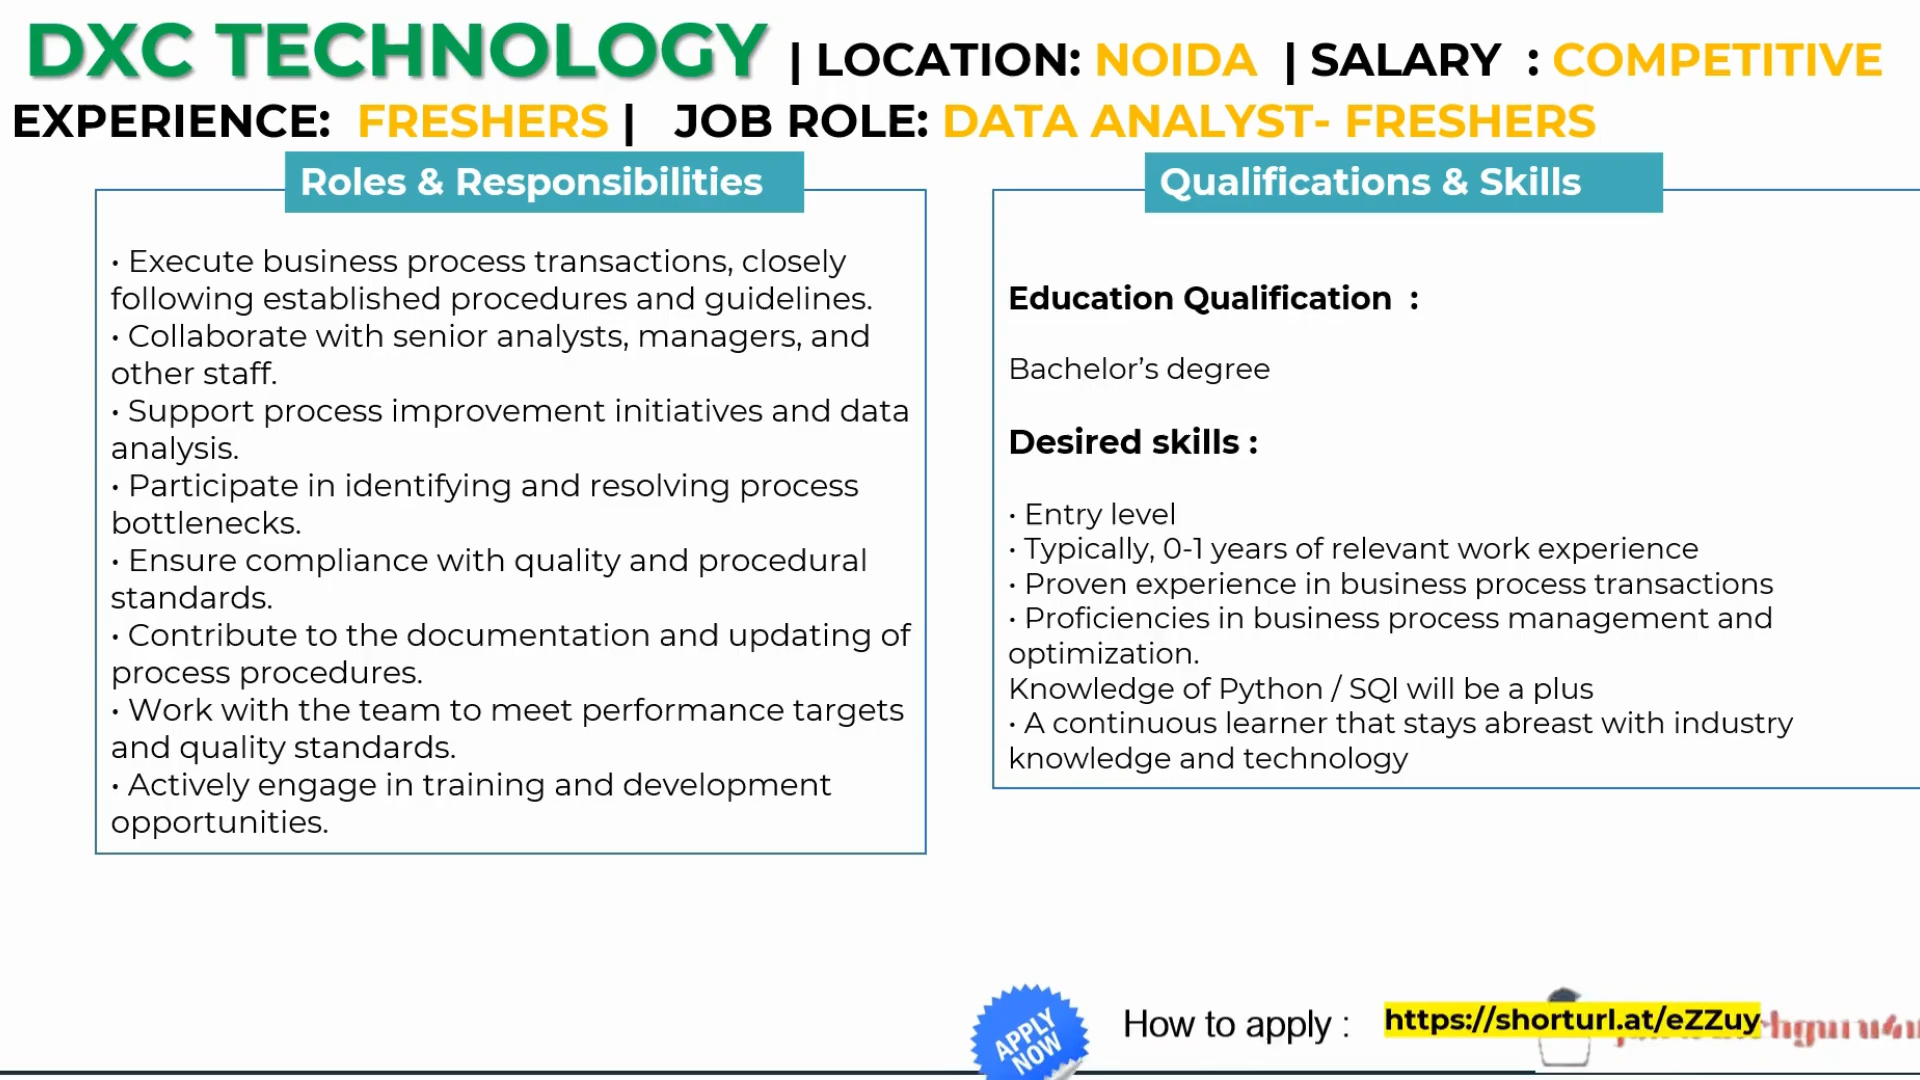 DXC TECHNOLOGY | LOCATION: NOIDA | SALARY : COMPETITIVE
EXPERIENCE: FRESHERS | JOB ROLE: DATA ANALYST- FRESHERS
Roles & Responsibilities
• Execute business process transactions, closely
following established procedures and guidelines.
• Collaborate with senior analysts, managers, and
other staff.
• Support process improvement initiatives and data
analysis.
• Participate in identifying and resolving process
bottlenecks.
• Ensure compliance with quality and procedural
standards.
• Contribute to the documentation and updating of
process procedures.
• Work with the team to meet performance targets
and quality standards.
• Actively engage in training and development
opportunities.
Qualifications & Skills
Education Qualification :
Bachelor’s degree
Desired skills :
• Entry level
• Typically, 0-1 years of relevant work experience
• Proven experience in business process transactions
• Proficiencies in business process management and
optimization.
Knowledge of Python / SQl will be a plus
• A continuous learner that stays abreast with industry
knowledge and technology
APPLY
NOW
How to apply : https://shorturl.at/eZZuy